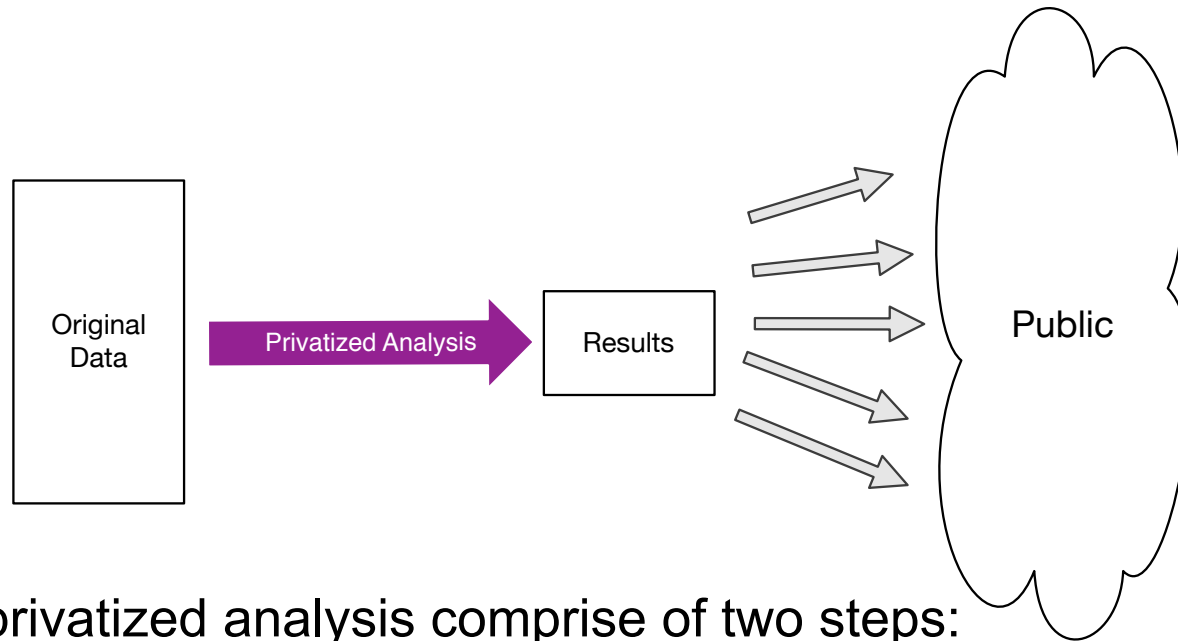 Original
Data
Privatized Analysis
Results
Public
privatized analysis comprise of two steps: